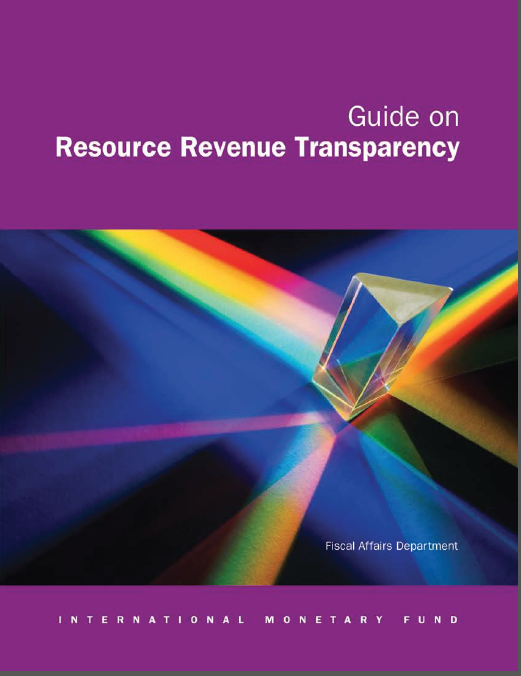 Guide on
Resource Revenue Transparency
Fiscal Affairs Department
INTERNATIONAL MONETARY FUND